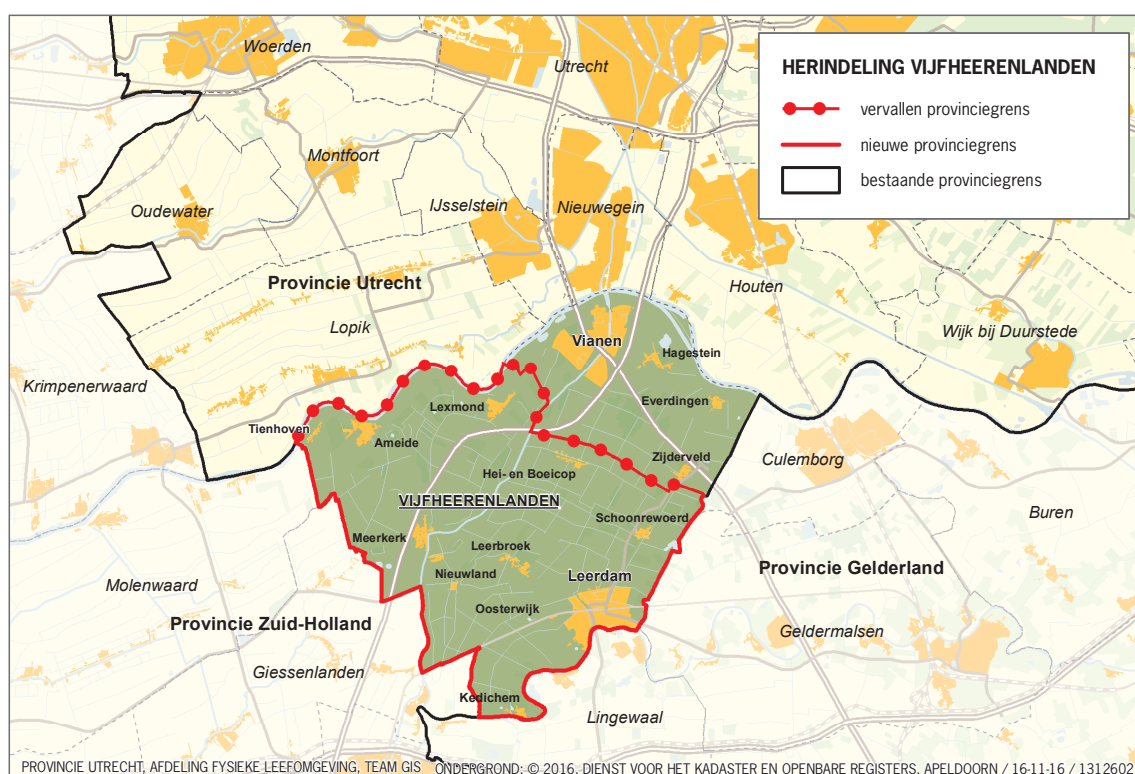 HERINDELING VIJFHEERENLANDEN
vervallen provinciegrens
nieuwe provinciegrens
bestaande provinciegrens
Woerden
Utrecht
Montfoort
Oudewater
IJsselstein
Nieuwegein
Provincie Utrecht
Houten
Lopik
Wijk bij Duurstede
Vianen
Hagestein
Krimpenerwaard
Lexmond
Everdingen
Tienhoven
Ameide
Zijderveld
Culemborg
Hei- en Boeicop
VIJFHEERENLANDEN
Buren
Schoonrewoerd
Meerkerk
Leerbroek
Provincie Gelderland
Nieuwland
Leerdam
Molenwaard
Oosterwijk
Provincie Zuid-Holland
Geldermalsen
Giessenlanden
Kedichem
Lingewaal
PROVINCIE UTRECHT, AFDELING FYSIEKE LEEFOMGEVING, TEAM GIS ONDERGROND: © 2016, DIENST VOOR HET KADASTER EN OPENBARE REGISTERS, APELDOORN / 16-11-16 / 1312602